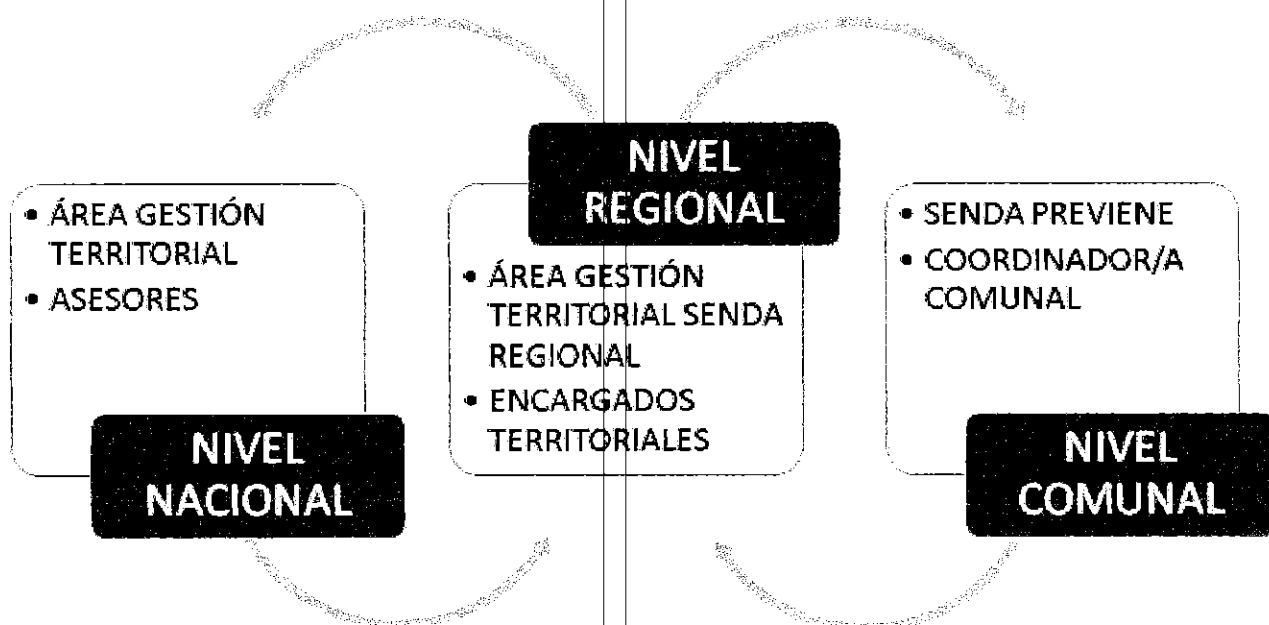 • ÁREA GESTIÓN
TERRITORIAL
• ASESORES
NIVEL
NACIONAL
NIVEL
REGIONAL
• ÁREA GESTIÓN
TERRITORIAL SENDA
REGIONAL
• ENCARGADOS
TERRITORIALES
• SENDA PREVIENE
• COORDINADOR/A
COMUNAL
NIVEL
COMUNAL